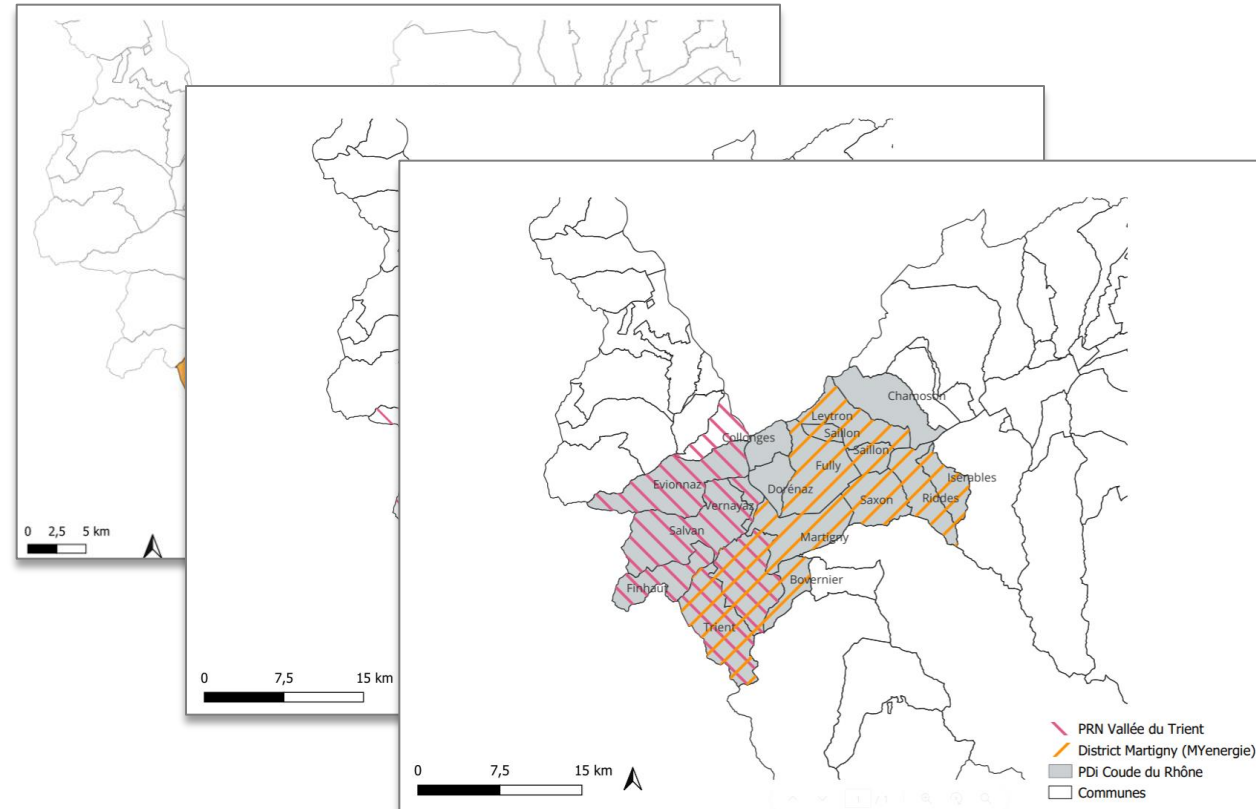 0 2,5 5 km
0 7,5 15 km
Chamoson
Leytron
Saillon
Collonges
Saillon
Fully
Isérables
Evionnaz
Dorénaz
Riddes
Saxon
Vernayaz
Salvan
Martigny
Bovernier
Finhaut
Trient
PRN Vallée du Trient
District Martigny (MYenergie)
PDi Coude du Rhône
Communes
0 7,5 15 km